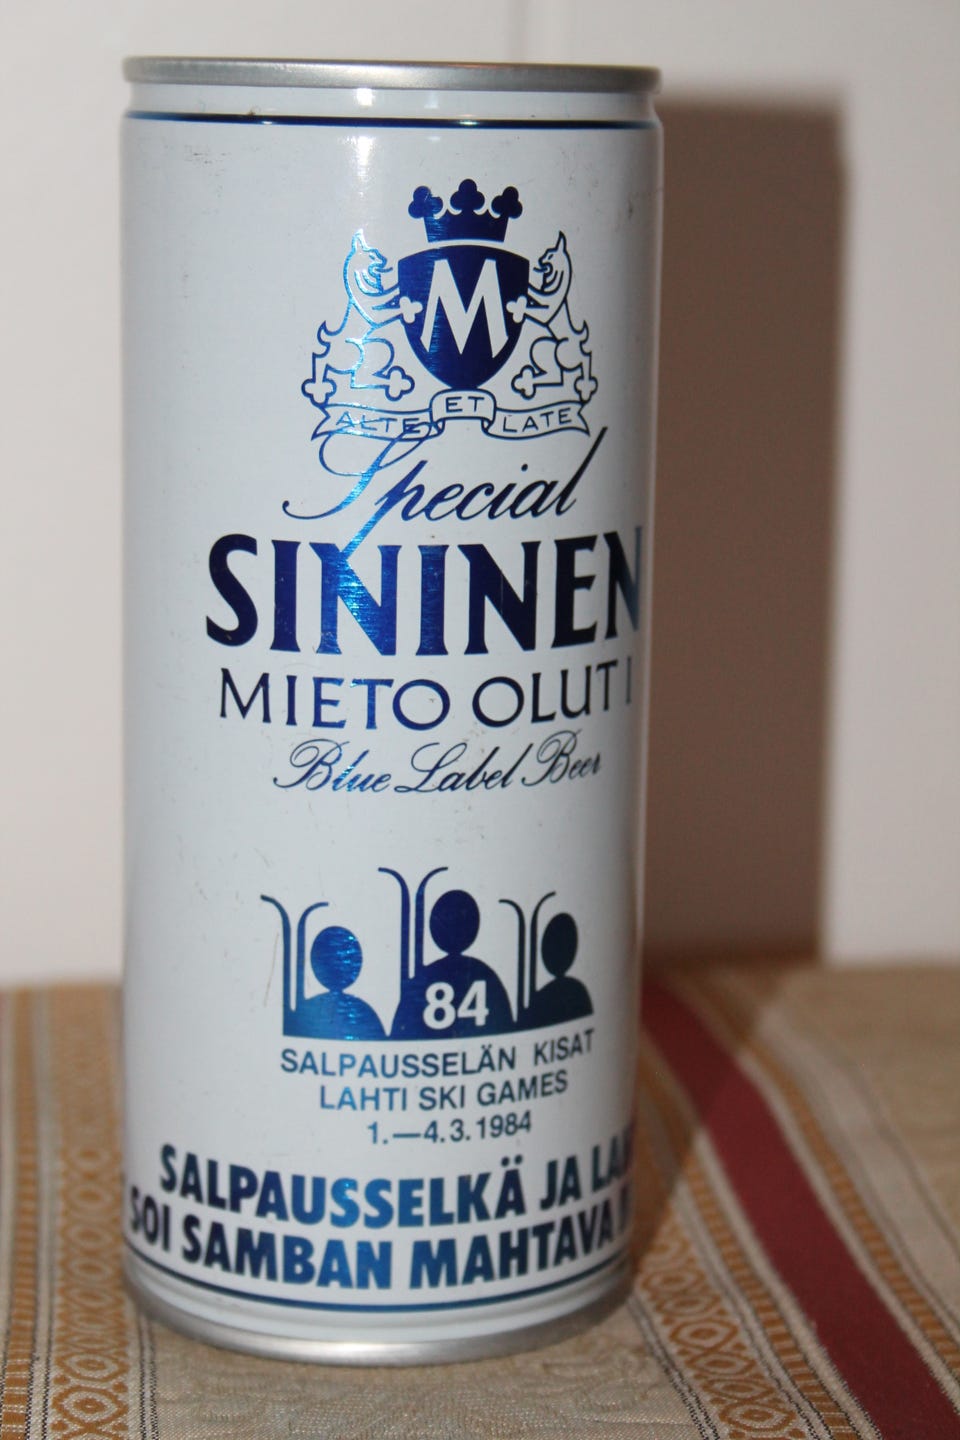 M
ALTE ET LATE
Special
SININEN
MIETO OLUT I
Blue Label Beer
84
SALPAUSSELÄN KISAT
LAHTI SKI GAMES
1.—4.3.1984
SALPAUSSELKÄ JA
SOI SAMBAN MAHTAVA